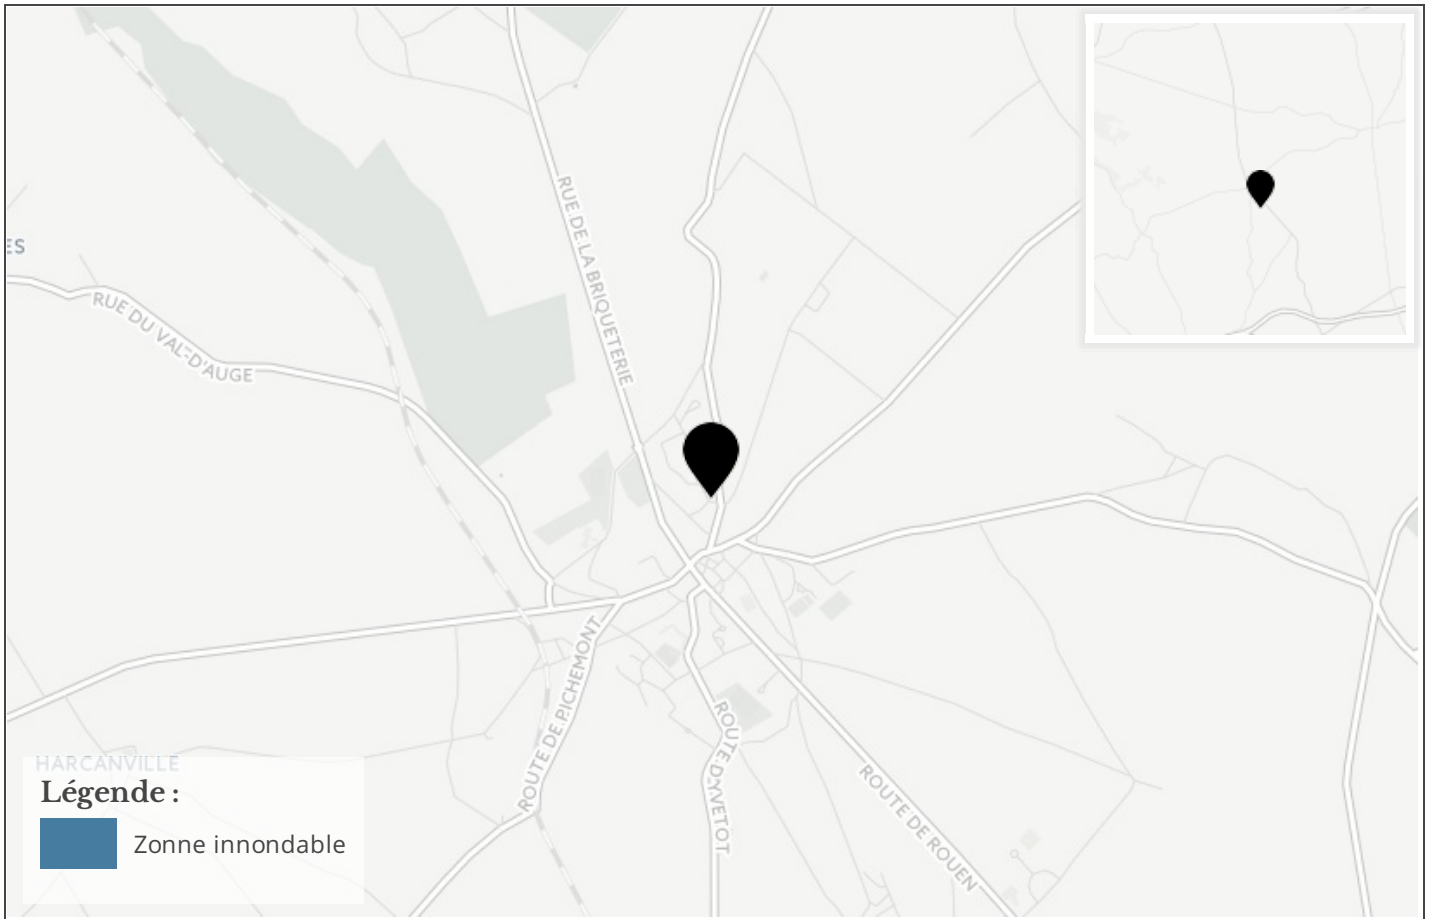 ES
RUE DE LA BRIQUETERIE
RUE DU VAL-D'AUGE
ROUTE DE PICHEMONT
ROUTE D'YVETOT
ROUTE DE ROUEN
HARCANVILLE
Légende :
Zonne innondable